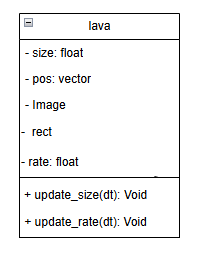 lava
- size: float
- pos: vector
- Image
- rect
- rate: float
+ update_size(dt): Void
+ update_rate(dt): Void